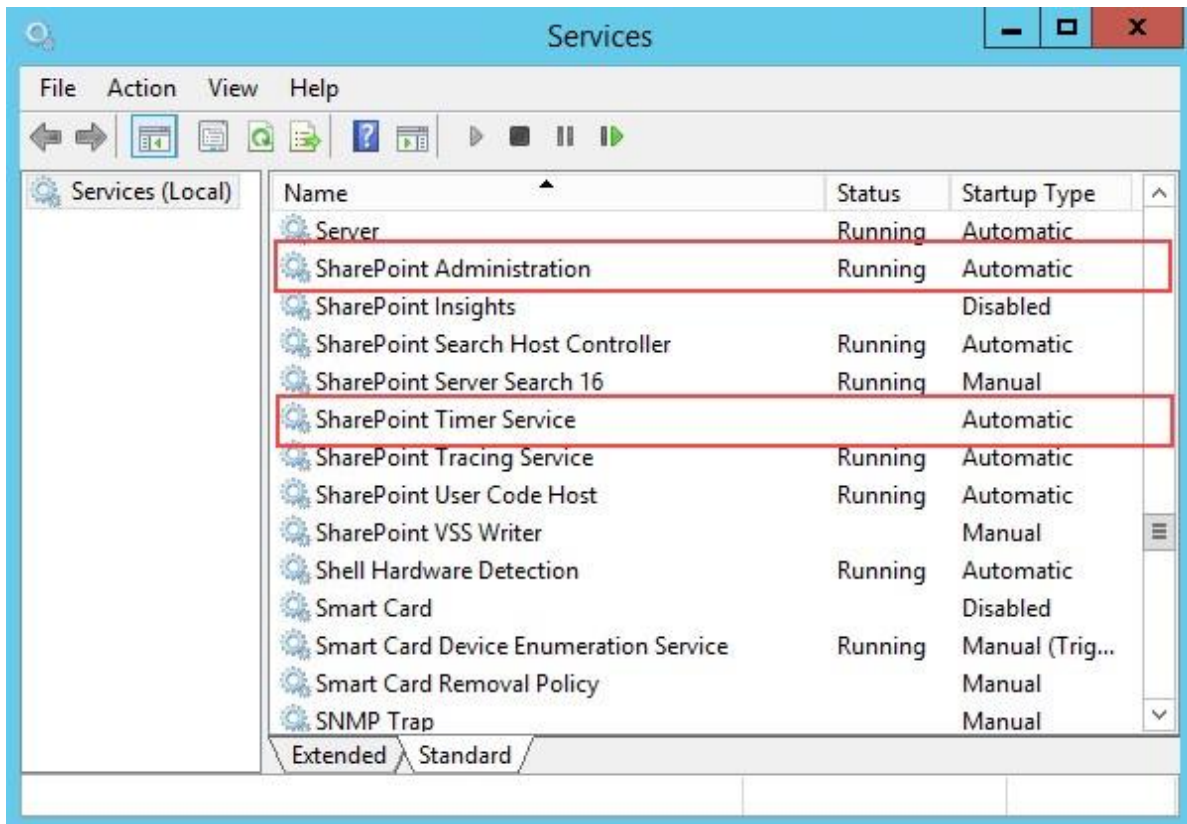 Services
File Action View Help
Services (Local)
Name Status Startup Type
Server Running Automatic
SharePoint Administration Running Automatic
SharePoint Insights Disabled
SharePoint Search Host Controller Running Automatic
SharePoint Server Search 16 Running Manual
SharePoint Timer Service Automatic
SharePoint Tracing Service Running Automatic
SharePoint User Code Host Running Automatic
SharePoint VSS Writer Manual
Shell Hardware Detection Running Automatic
Smart Card Disabled
Smart Card Device Enumeration Service Running Manual (Trig...
Smart Card Removal Policy Manual
SNMP Trap Manual
Extended Standard